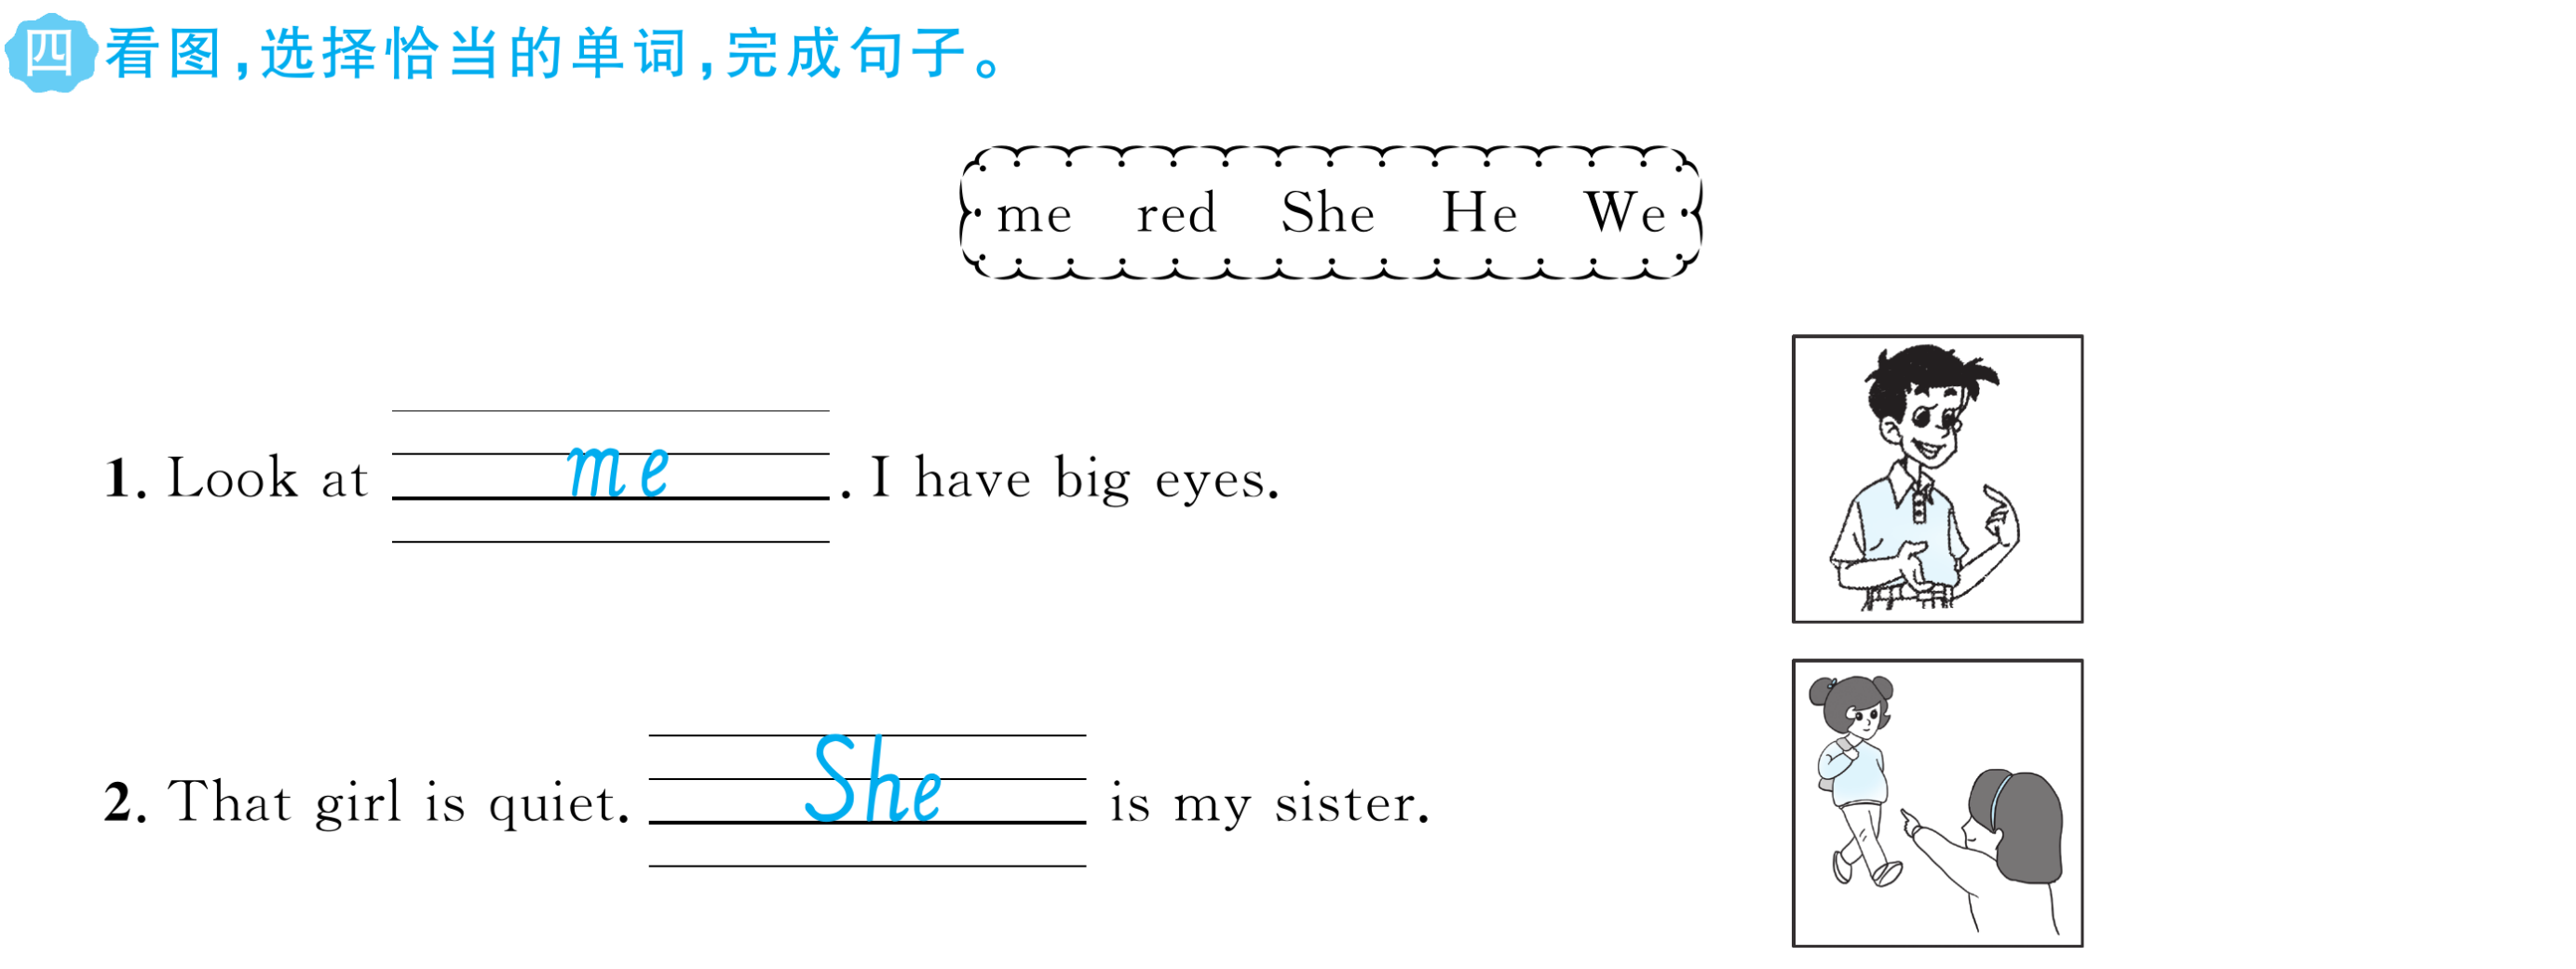 四 看图,选择恰当的单词,完成句子。
me red She He We
1. Look at me. I have big eyes.
2. That girl is quiet. She is my sister.